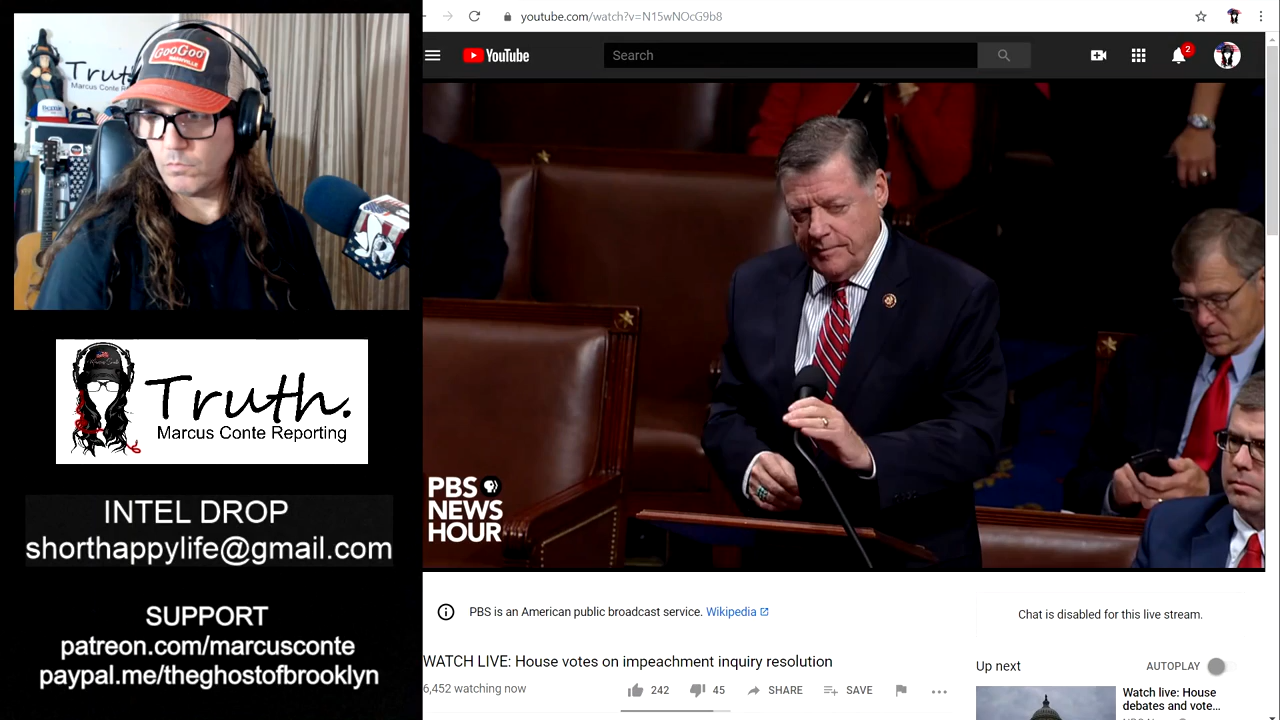 GOOGOO
Truth
Marcus Conte Re
Truth.
Marcus Conte Reporting
INTEL DROP
shorthappylife@gmail.com
SUPPORT
patreon.com/marcusconte
paypal.me/theghostofbrooklyn
youtube.com/watch?v=N15wNOcG9b8
YouTube
Search
2
PBS
NEWS
HOUR
PBS is an American public broadcast service. Wikipedia
Chat is disabled for this live stream.
WATCH LIVE: House votes on impeachment inquiry resolution
6,452 watching now
242
45
SHARE
SAVE
Up next
AUTOPLAY
Watch live: House
debates and vote...